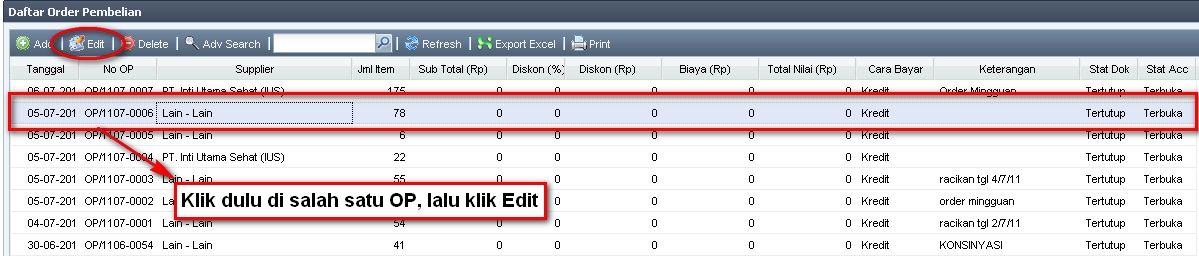 Daftar Order Pembelian
Add | Edit | Delete | Adv Search | Refresh | Export Excel | Print
Tanggal No OP Supplier Jml Item Sub Total (Rp) Diskon (%) Diskon (Rp) Biaya (Rp) Total Nilai (Rp) Cara Bayar Keterangan Stat Dok Stat Acc
06-07-201 OP/1107-0007 PT. Inti Utama Sehat (IUS) 175 0 0 0 0 0 Kredit Order Mingguan Tertutup Terbuka
05-07-201 OP/1107-0006 Lain - Lain 78 0 0 0 0 0 Kredit Tertutup Terbuka
05-07-201 OP/1107-0005 Lain - Lain 6 0 0 0 0 0 Kredit Tertutup Terbuka
05-07-201 OP/1107-0004 PT. Inti Utama Sehat (IUS) 22 0 0 0 0 0 Kredit Tertutup Terbuka
05-07-201 OP/1107-0003 Lain - Lain 55 0 0 0 0 0 Kredit racikan tgl 4/7/11 Tertutup Terbuka
Klik dulu di salah satu OP, lalu klik Edit
05-07-201 OP/1107-0002 0 Kredit order mingguan Tertutup Terbuka
04-07-201 OP/1107-0001 Lain - Lain 54 0 0 0 0 0 Kredit racikan tgl 2/7/11 Tertutup Terbuka
30-06-201 OP/1106-0054 Lain - Lain 41 0 0 0 0 0 Kredit KONSINYASI Tertutup Terbuka